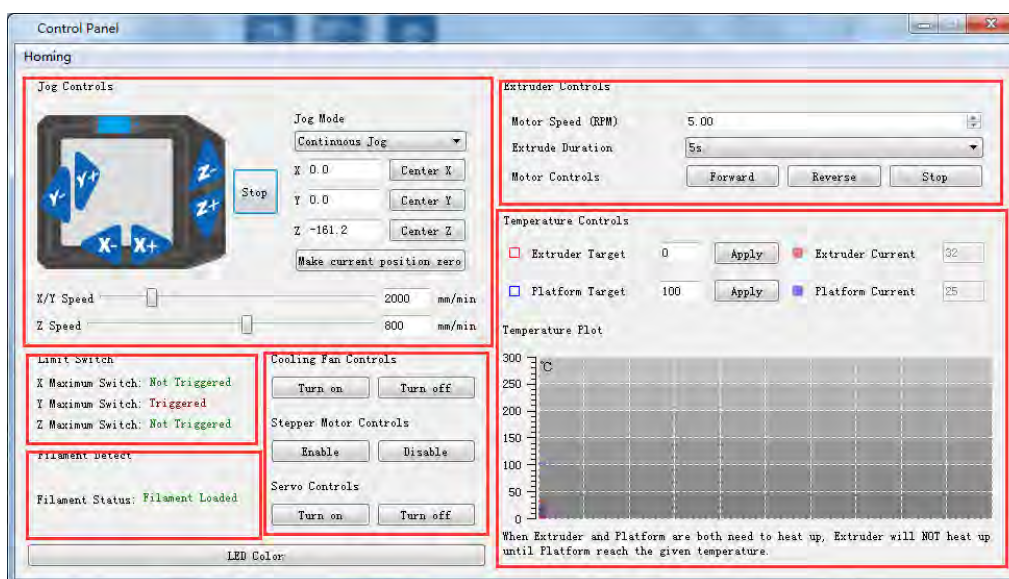 Control Panel
Homing
Jog Controls
Y- Y+
Z-
Z+
X- X+
Stop
Jog Mode
Continuous Jog
X 0.0 Center X
Y 0.0 Center Y
Z -161.2 Center Z
Make current position zero
X/Y Speed 2000 mm/min
Z Speed 800 mm/min
Limit Switch
X Maximum Switch: Not Triggered
Y Maximum Switch: Triggered
Z Maximum Switch: Not Triggered
Filament Detect
Filament Status: Filament Loaded
Cooling Fan Controls
Turn on Turn off
Stepper Motor Controls
Enable Disable
Servo Controls
Turn on Turn off
LED Color
Extruder Controls
Motor Speed (RPM) 5.00
Extrude Duration 5s
Motor Controls Forward Reverse Stop
Temperature Controls
Extruder Target 0 Apply Extruder Current 32
Platform Target 100 Apply Platform Current 25
Temperature Plot
°C
300
250
200
150
100
50
0
When Extruder and Platform are both need to heat up, Extruder will NOT heat up
until Platform reach the given temperature.